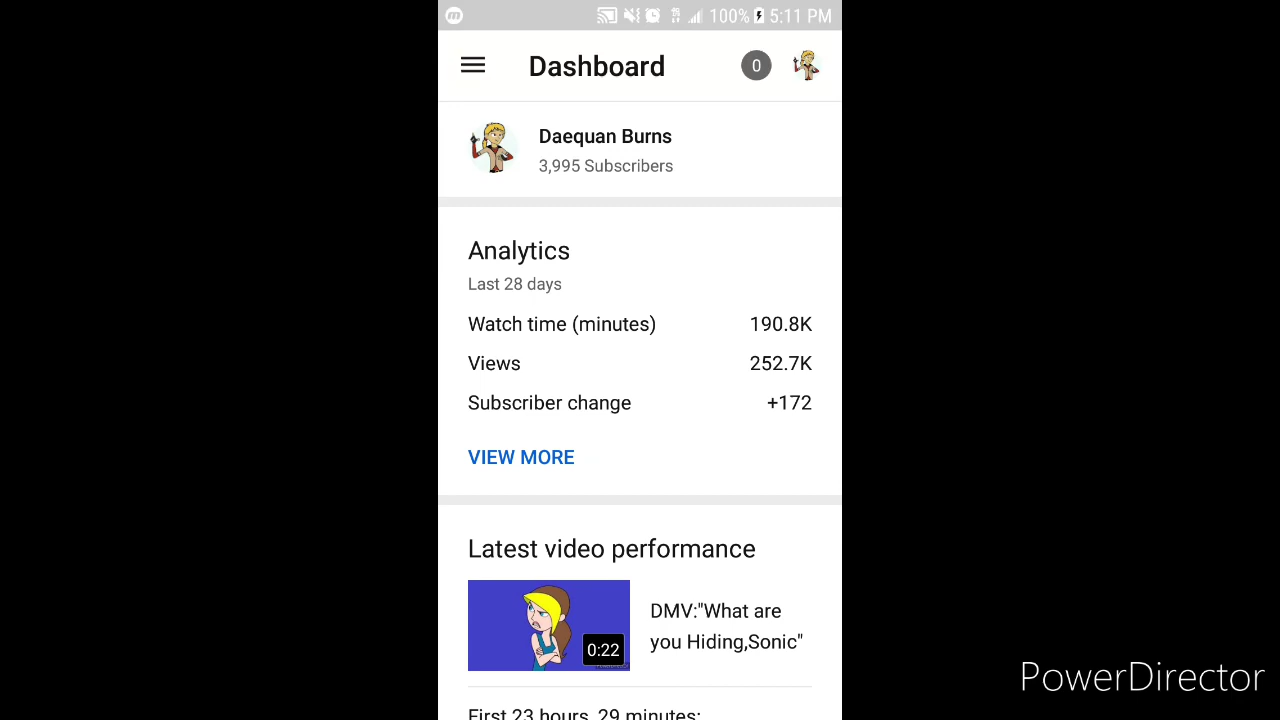 100% 5:11 PM
Dashboard
0
Daequan Burns
3,995 Subscribers
Analytics
Last 28 days
Watch time (minutes) 190.8K
Views 252.7K
Subscriber change +172
VIEW MORE
Latest video performance
0:22
DMV:"What are
you Hiding,Sonic"
First 23 hours, 29 minutes:
PowerDirector